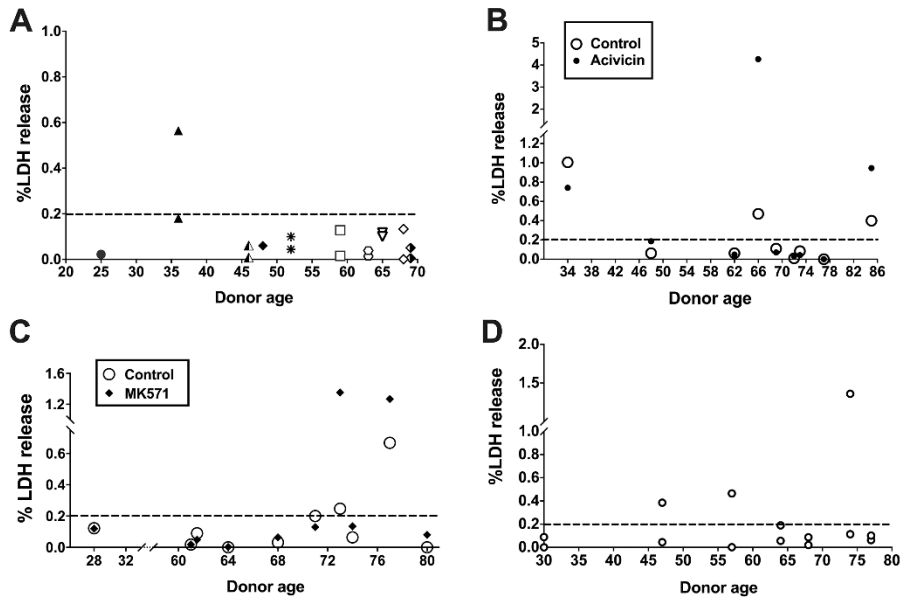 A
%LDH release
1.0
0.8
0.6
0.4
0.2
0.0
20 25 30 35 40 45 50 55 60 65 70
Donor age
B
%LDH release
5
4
3
2
1.2
1.0
0.8
0.6
0.4
0.2
0.0
Control
Acivicin
34 38 42 46 50 54 58 62 66 70 74 78 82 86
Donor age
C
% LDH release
1.6
1.2
0.8
0.6
0.4
0.2
0.0
Control
MK571
28 32 60 64 68 72 76 80
Donor age
D
%LDH release
2.0
1.5
1.0
0.8
0.6
0.4
0.2
0.0
30 35 40 45 50 55 60 65 70 75 80
Donor age